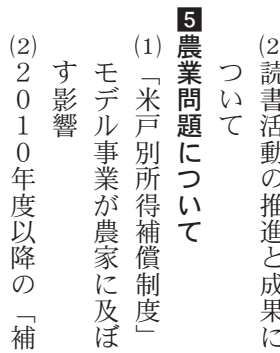 ⑵読書活動の推進と成果に
ついて
5農業問題について
⑴「米戸別所得補償制度」
モデル事業が農家に及ぼ
す影響
⑵2010年度以降の「補